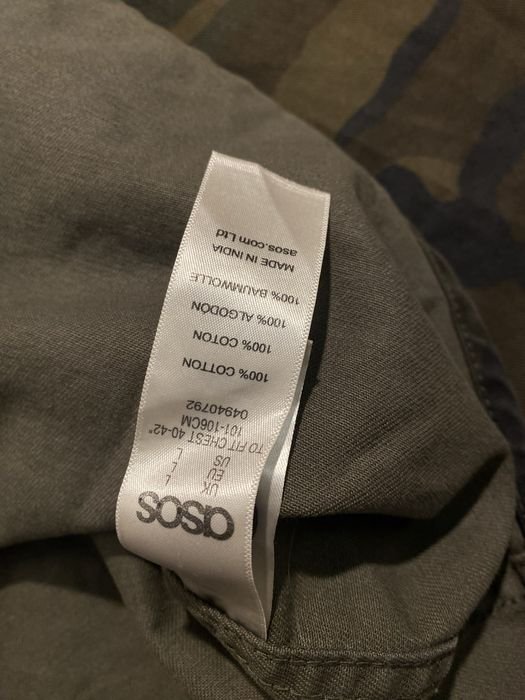 asos
UK L
EU L
US L
TO FIT CHEST 40-42"
101-106CM
04940792
100% COTTON
100% COTON
100% ALGODÓN
100% BAUMWOLLE
MADE IN INDIA
asos.com Ltd